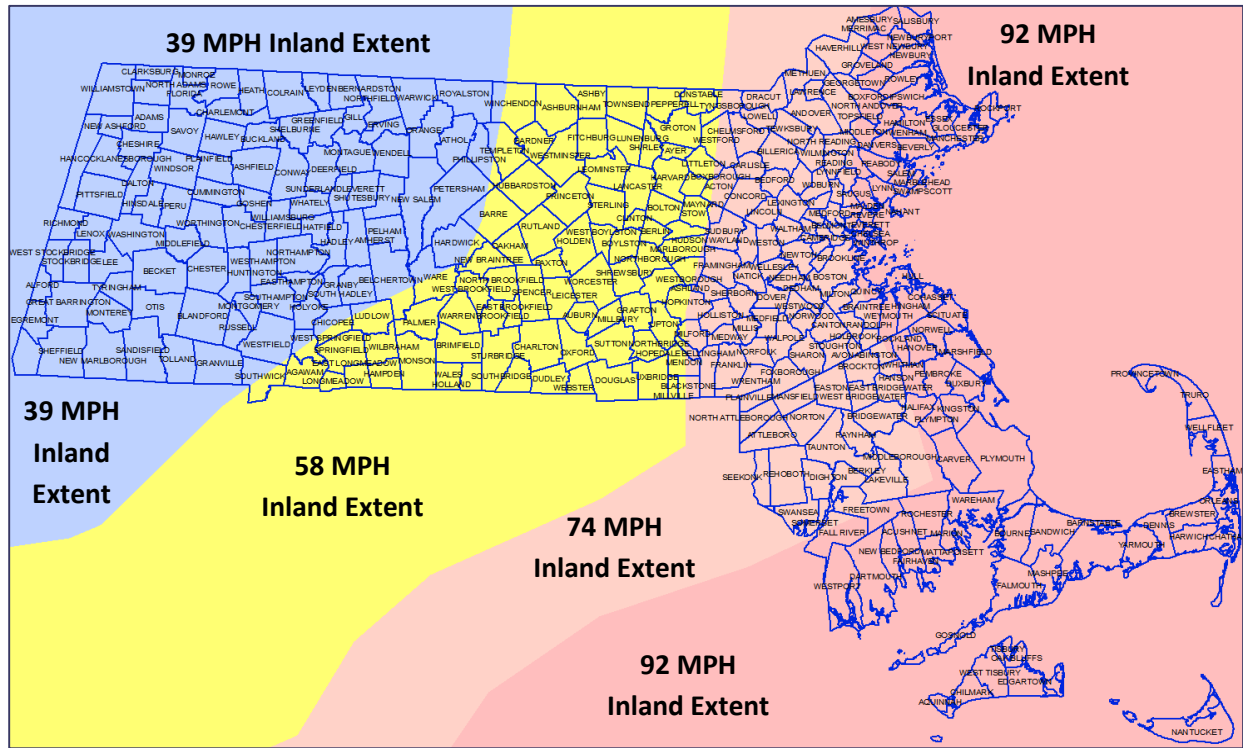 39 MPH Inland Extent
92 MPH
Inland Extent
AMESBURY
SALISBURY
MERRIMAC
NEWBURYPORT
HAVERHILL
WEST NEWBURY
NEWBURY
GROVELAND
METHUEN
GEORGETOWN
ROWLEY
LAWRENCE
BOXFORD
IPSWICH
ROCKPORT
CLARKSBURG
MONROE
WILLIAMSTOWN
NORTH ADAMS
ROWE
FLORIDA
HEATH
COLRAIN
LEYDEN
BERNARDSTON
NORTHFIELD
WARWICK
ROYALSTON
WINCHENDON
ASHBY
ASHBURNHAM
TOWNSEND
PEPPERELL
DUNSTABLE
TYNGSBOROUGH
DRACUT
LOWELL
ANDOVER
NORTH ANDOVER
TOPSFIELD
HAMILTON
ESSEX
GLOUCESTER
MANCHESTER
ADAMS
CHARLEMONT
NEW ASHFORD
SAVOY
HAWLEY
BUCKLAND
SHELBURNE
GREENFIELD
GILL
ERVING
ORANGE
ATHOL
PHILLIPSTON
TEMPLETON
GARDNER
WESTMINSTER
FITCHBURG
LUNENBURG
SHIRLEY
AYER
GROTON
WESTFORD
CHELMSFORD
TEWKSBURY
MIDDLETON
WENHAM
DANVERS
BEVERLY
NORTH READING
BILLERICA
WILMINGTON
CHESHIRE
HANCOCK
LANESBOROUGH
WINDSOR
PLAINFIELD
ASHFIELD
CONWAY
DEERFIELD
MONTAGUE
WENDELL
LEOMINSTER
HARVARD
LITTLETON
BOXBOROUGH
ACTON
CARLISLE
BEDFORD
READING
LYNNFIELD
PEABODY
SALEM
MARBLEHEAD
SWAMPSCOTT
DALTON
PITTSFIELD
HINSDALE
PERU
CUMMINGTON
GOSHEN
WHATELY
SUNDERLAND
LEVERETT
SHUTESBURY
NEW SALEM
PETERSHAM
HUBBARDSTON
PRINCETON
LANCASTER
STERLING
BOLTON
CLINTON
STOW
MAYNARD
CONCORD
LINCOLN
LEXINGTON
WOBURN
SAUGUS
LYNN
NAHANT
RICHMOND
LENOX
WASHINGTON
MIDDLEFIELD
WORTHINGTON
CHESTERFIELD
WILLIAMSBURG
HATFIELD
HADLEY
AMHERST
PELHAM
BARRE
RUTLAND
HOLDEN
WEST BOYLSTON
BOYLSTON
BERLIN
HUDSON
MARLBOROUGH
SUDBURY
WAYLAND
WESTON
WALTHAM
MEDFORD
MALDEN
REVERE
EVERETT
BELMONT
CAMBRIDGE
CHELSEA
WINTHROP
WEST STOCKBRIDGE
STOCKBRIDGE
LEE
BECKET
CHESTER
HUNTINGTON
WESTHAMPTON
NORTHAMPTON
EASTHAMPTON
HARDWICK
NEW BRAINTREE
OAKHAM
PAXTON
WORCESTER
SHREWSBURY
NORTHBOROUGH
WESTBOROUGH
FRAMINGHAM
NATICK
WELLESLEY
NEWTON
BROOKLINE
BOSTON
ALFORD
TYRINGHAM
GREAT BARRINGTON
MONTEREY
OTIS
BLANDFORD
MONTGOMERY
RUSSELL
SOUTHAMPTON
HOLYOKE
SOUTH HADLEY
GRANBY
BELCHERTOWN
WARE
WEST BROOKFIELD
NORTH BROOKFIELD
EAST BROOKFIELD
BROOKFIELD
SPENCER
LEICESTER
AUBURN
MILLBURY
GRAFTON
UPTON
HOPKINTON
ASHLAND
SHERBORN
DOVER
NEEDHAM
DEDHAM
MILTON
QUINCY
HULL
COHASSET
HINGHAM
SCITUATE
EGREMONT
SHEFFIELD
NEW MARLBOROUGH
SANDISFIELD
TOLLAND
GRANVILLE
WESTFIELD
SOUTHWICK
WEST SPRINGFIELD
CHICOPEE
SPRINGFIELD
AGAWAM
LONGMEADOW
EAST LONGMEADOW
LUDLOW
WILBRAHAM
HAMPDEN
PALMER
MONSON
WARREN
BRIMFIELD
WALES
HOLLAND
STURBRIDGE
SOUTHBRIDGE
CHARLTON
DUDLEY
OXFORD
WEBSTER
SUTTON
DOUGLAS
NORTHBRIDGE
UXBRIDGE
HOPEDALE
MENDON
MILFORD
BELLINGHAM
BLACKSTONE
MILLVILLE
HOLLISTON
MEDWAY
MILLIS
MEDFIELD
FRANKLIN
NORFOLK
WRENTHAM
WALPOLE
WESTWOOD
NORWOOD
CANTON
RANDOLPH
BRAINTREE
WEYMOUTH
HOLBROOK
STOUGHTON
SHARON
AVON
ABINGTON
ROCKLAND
NORWELL
HANOVER
MARSHFIELD
WHITMAN
BROCKTON
HANSON
PEMBROKE
DUXBURY
FOXBOROUGH
PLAINVILLE
MANSFIELD
EASTON
WEST BRIDGEWATER
EAST BRIDGEWATER
BRIDGEWATER
HALIFAX
KINGSTON
PLYMPTON
NORTH ATTLEBOROUGH
ATTLEBORO
NORTON
RAYNHAM
TAUNTON
MIDDLEBOROUGH
CARVER
PLYMOUTH
PROVINCETOWN
TRURO
WELLFLEET
EASTHAM
ORLEANS
BREWSTER
39 MPH
Inland
Extent
58 MPH
Inland Extent
SEEKONK
REHOBOTH
DIGHTON
BERKLEY
LAKEVILLE
SWANSEA
SOMERSET
FREETOWN
ROCHESTER
WAREHAM
FALL RIVER
ACUSHNET
MARION
BOURNE
SANDWICH
BARNSTABLE
DENNIS
YARMOUTH
HARWICH
CHATHAM
NEW BEDFORD
MATTAPOISETT
FAIRHAVEN
DARTMOUTH
WESTPORT
MASHPEE
FALMOUTH
74 MPH
Inland Extent
GOSNOLD
TISBURY
OAK BLUFFS
WEST TISBURY
EDGARTOWN
CHILMARK
AQUINNAH
NANTUCKET
92 MPH
Inland Extent